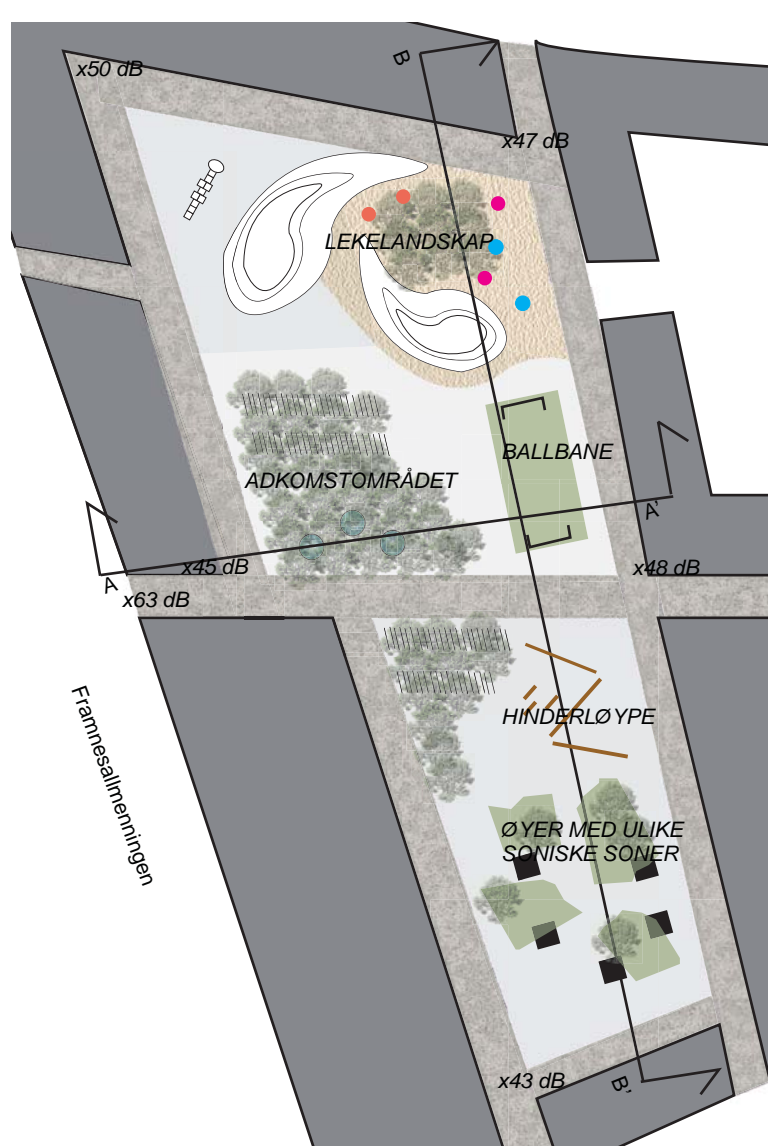 B
x50 dB
x47 dB
LEKELANDSKAP
BALLBANE
ADKOMSTOMRÅDET
A'
x45 dB
x48 dB
A
x63 dB
Framnesallmenningen
HINDERLØYPE
ØYER MED ULIKE
SONISKE SONER
x43 dB
B'